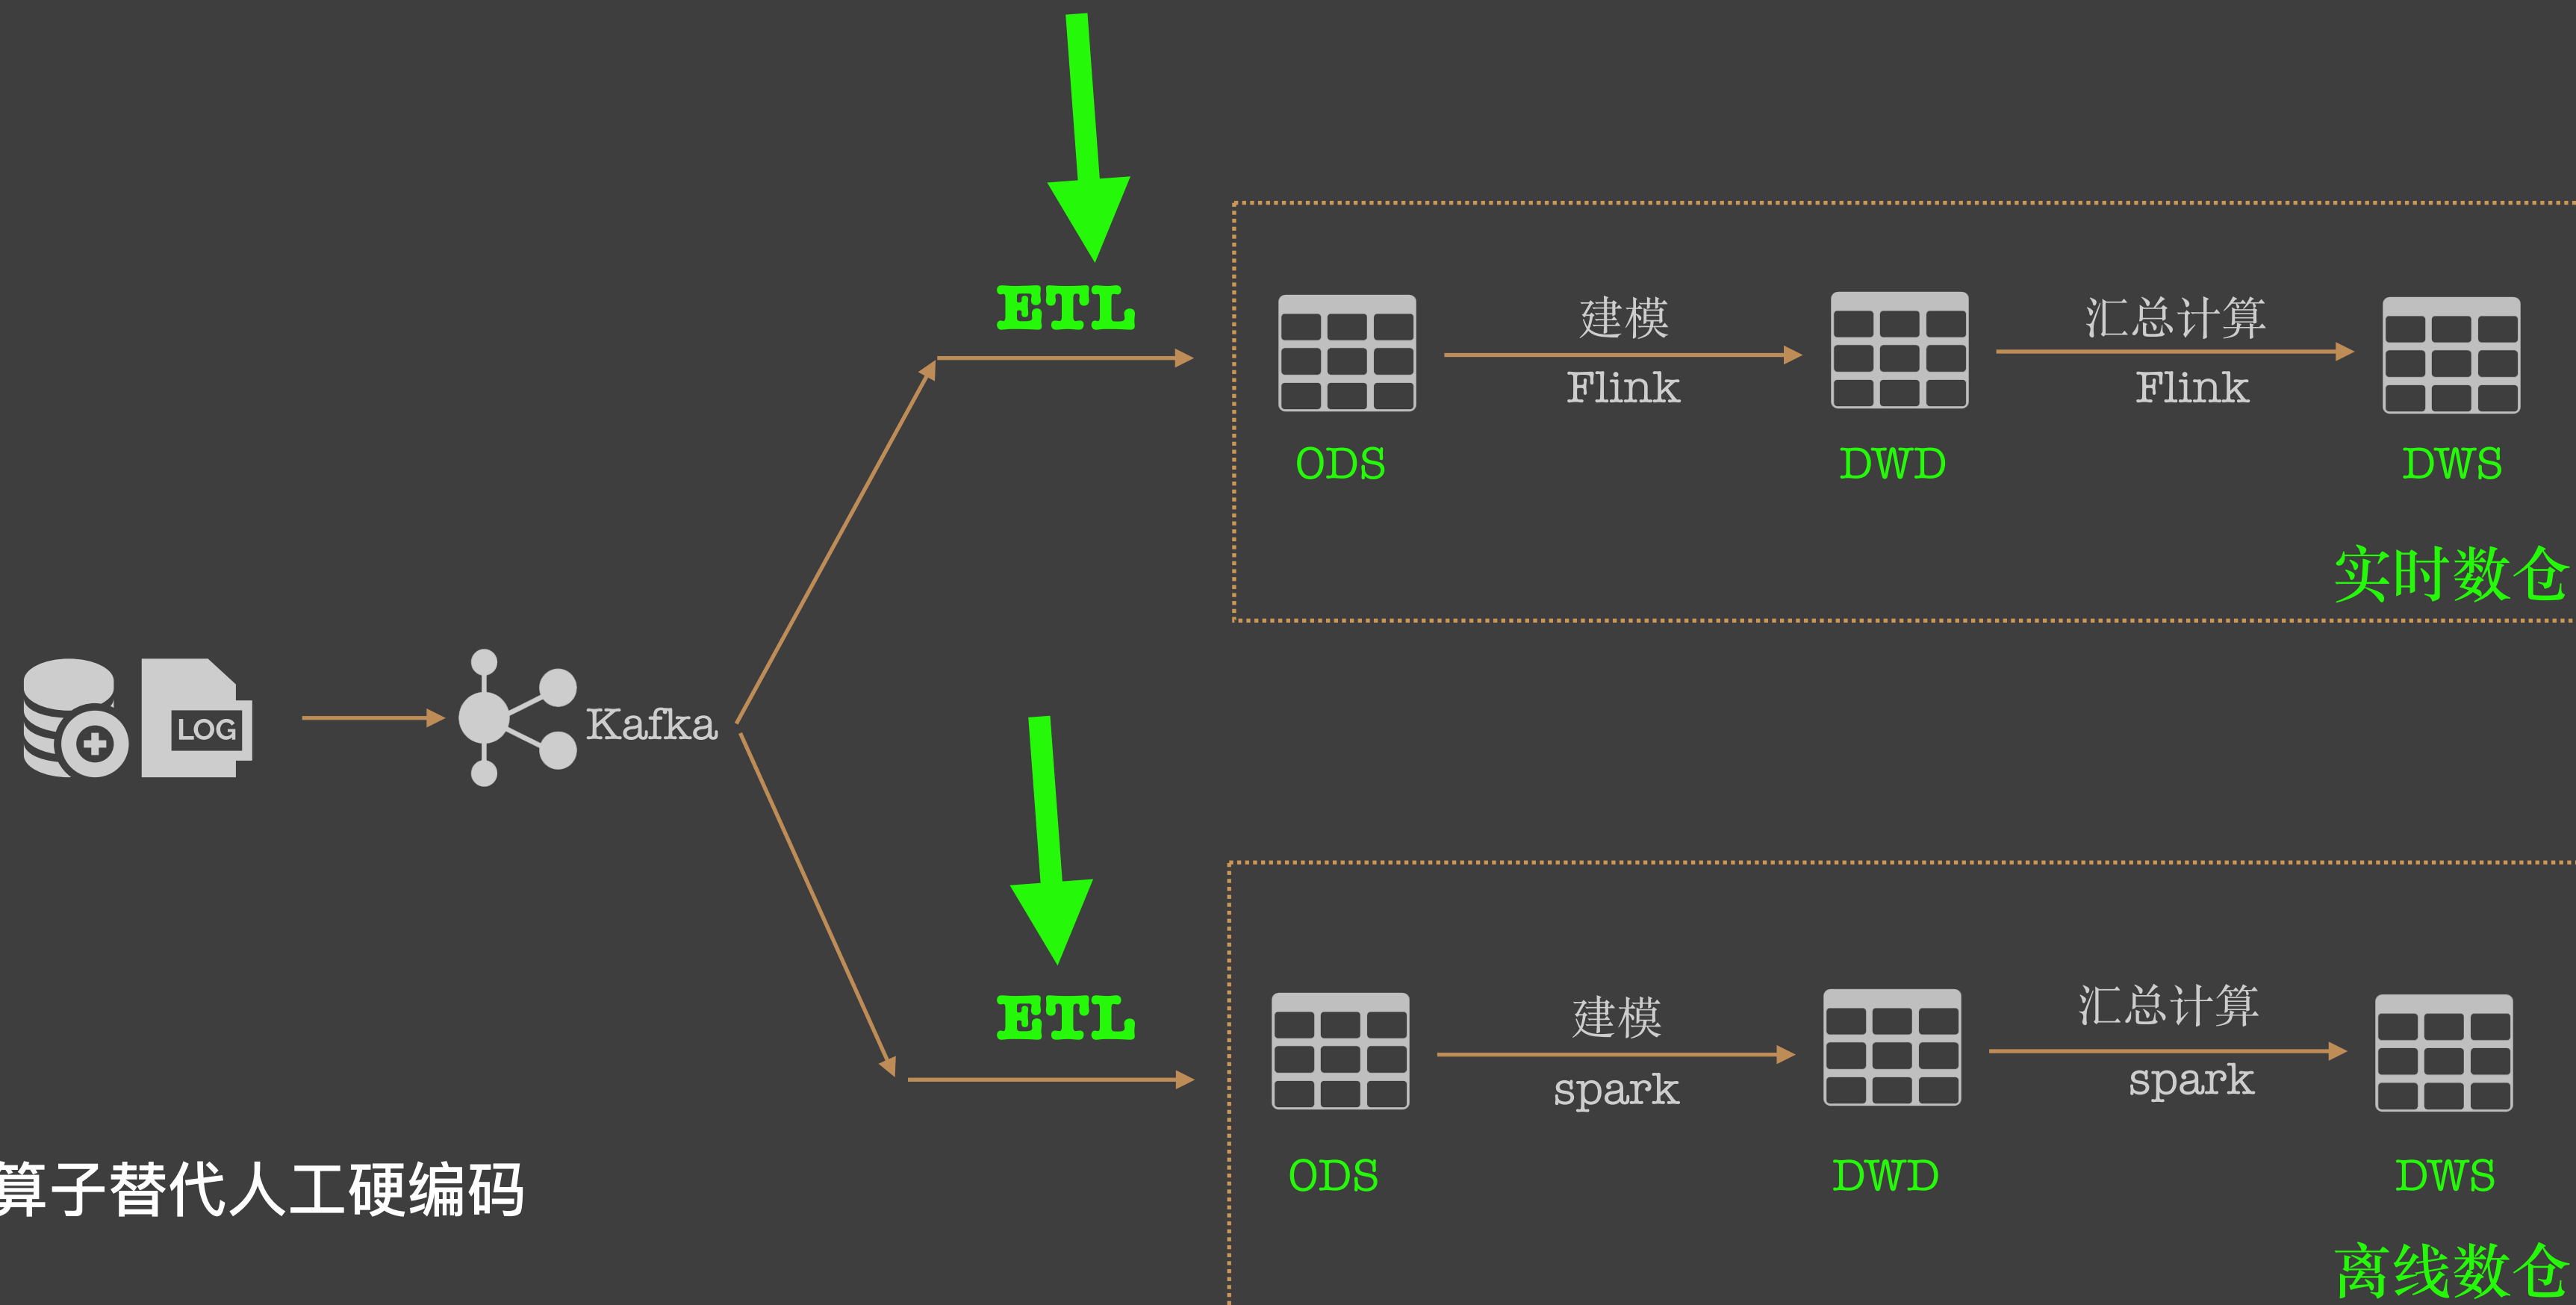 ETL
建模
汇总计算
Flink
Flink
ODS
DWD
DWS
实时数仓
LOG
Kafka
ETL
建模
汇总计算
spark
spark
ODS
DWD
DWS
算子替代人工硬编码
离线数仓